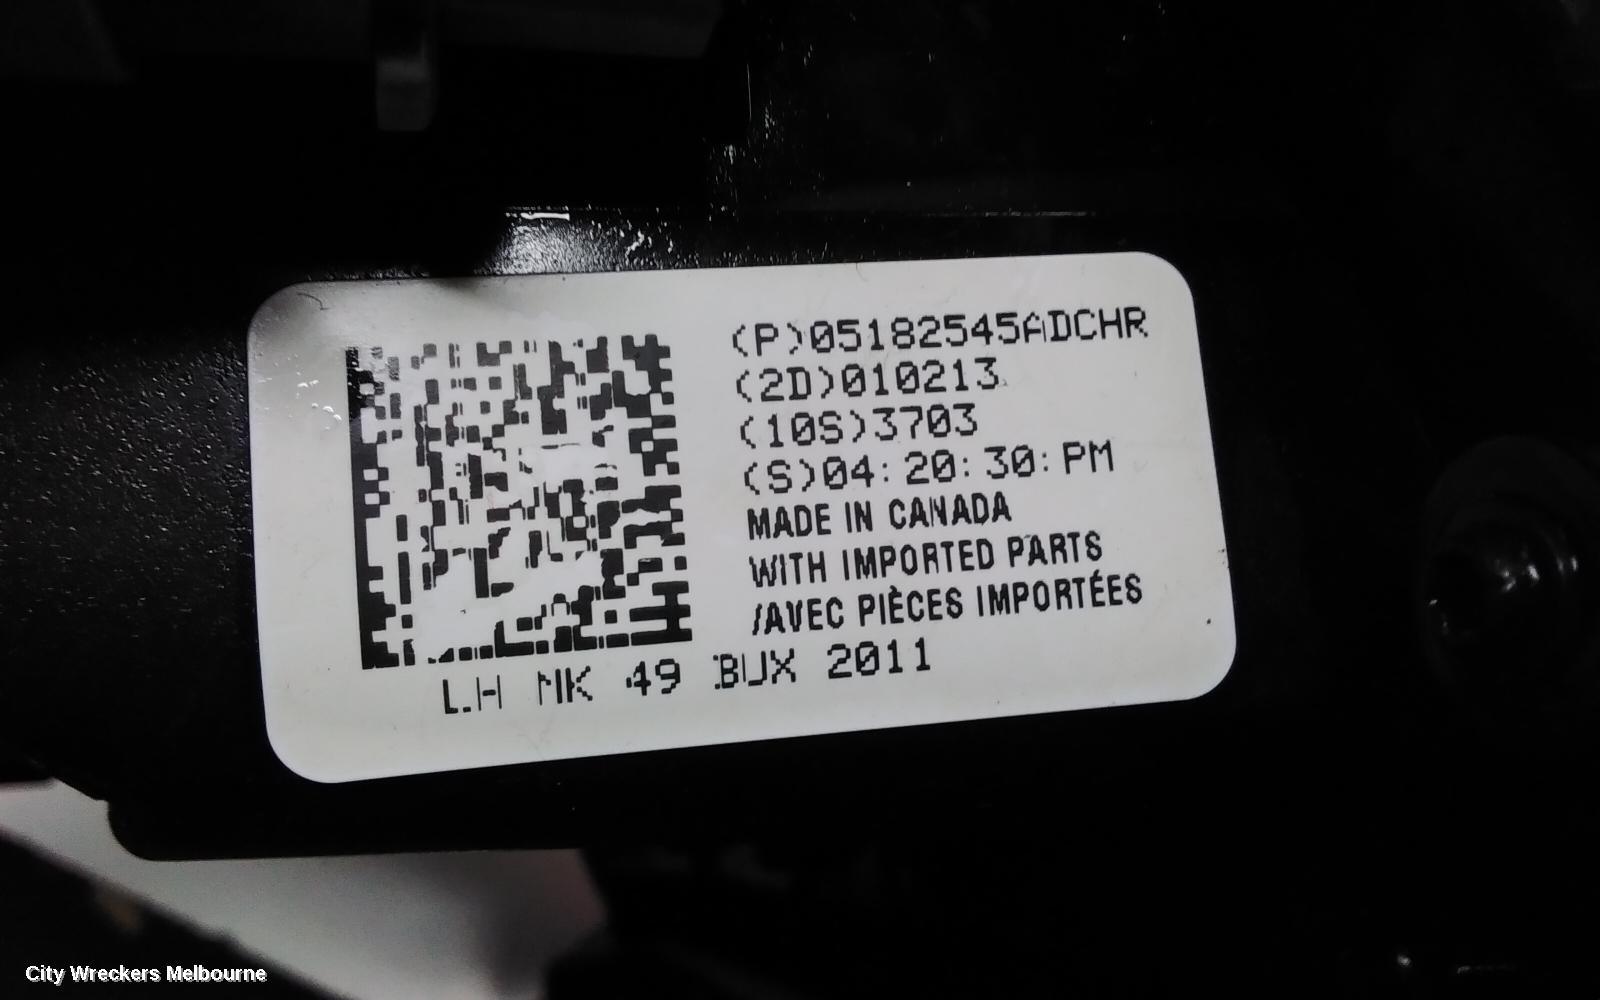 (P)05182545ADCHR
(2D)010213
(10S)3703
(S)04:20:30:PM
MADE IN CANADA
WITH IMPORTED PARTS
/AVEC PIÈCES IMPORTÉES
LH MK 49 BUX 2011
City Wreckers Melbourne